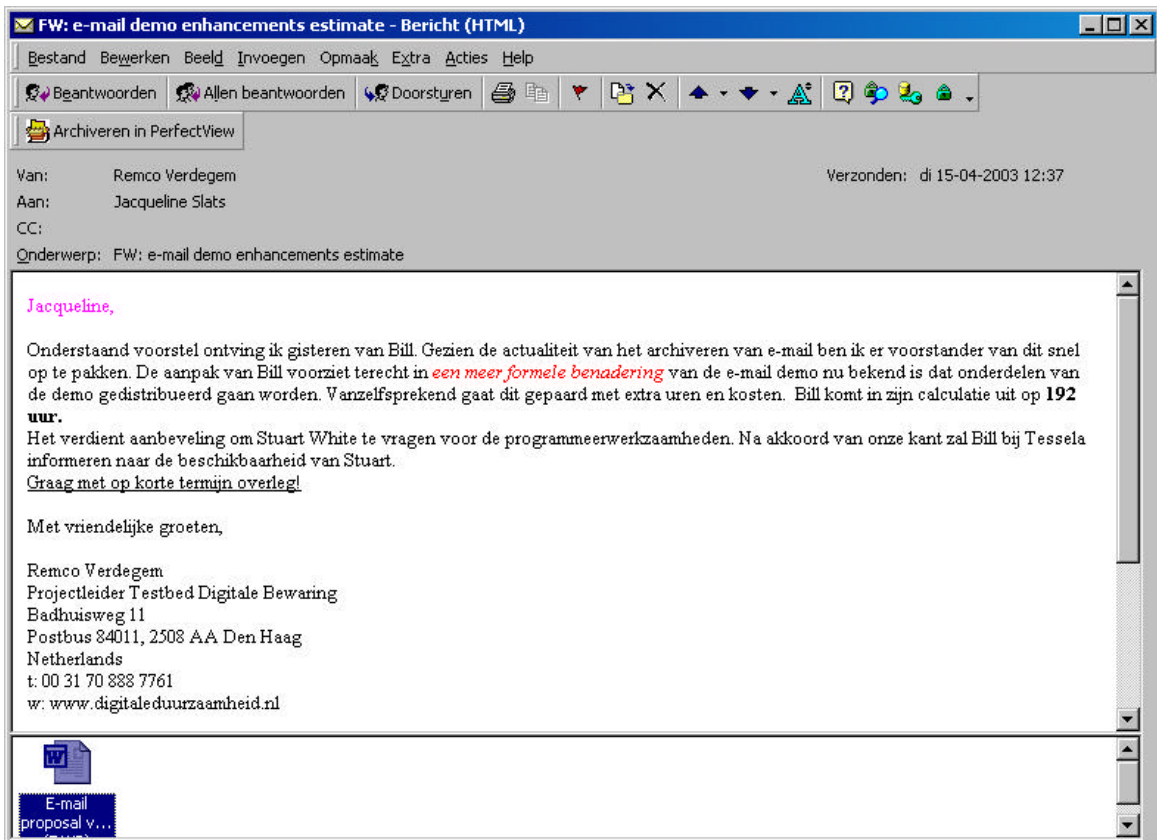 FW: e-mail demo enhancements estimate - Bericht (HTML)
Bestand Bewerken Beeld Invoegen Opmaak Extra Acties Help
Beantwoorden Allen beantwoorden Doorsturen
Archiveren in PerfectView
Van: Remco Verdegem Verzonden: di 15-04-2003 12:37
Aan: Jacqueline Slats
CC:
Onderwerp: FW: e-mail demo enhancements estimate
Jacqueline,
Onderstaand voorstel ontving ik gisteren van Bill. Gezien de actualiteit van het archiveren van e-mail ben ik er voorstander van dit snel
op te pakken. De aanpak van Bill voorziet terecht in een meer formele benadering van de e-mail demo nu bekend is dat onderdelen van
de demo gedistribueerd gaan worden. Vanzelfsprekend gaat dit gepaard met extra uren en kosten. Bill komt in zijn calculatie uit op 192
uur.
Het verdient aanbeveling om Stuart White te vragen voor de programmeerwerkzaamheden. Na akkoord van onze kant zal Bill bij Tessela
informeren naar de beschikbaarheid van Stuart.
Graag met op korte termijn overleg!
Met vriendelijke groeten,
Remco Verdegem
Projectleider Testbed Digitale Bewaring
Badhuisweg 11
Postbus 84011, 2508 AA Den Haag
Netherlands
t: 00 31 70 888 7761
w: www.digitaleduurzaamheid.nl
E-mail
proposal v...